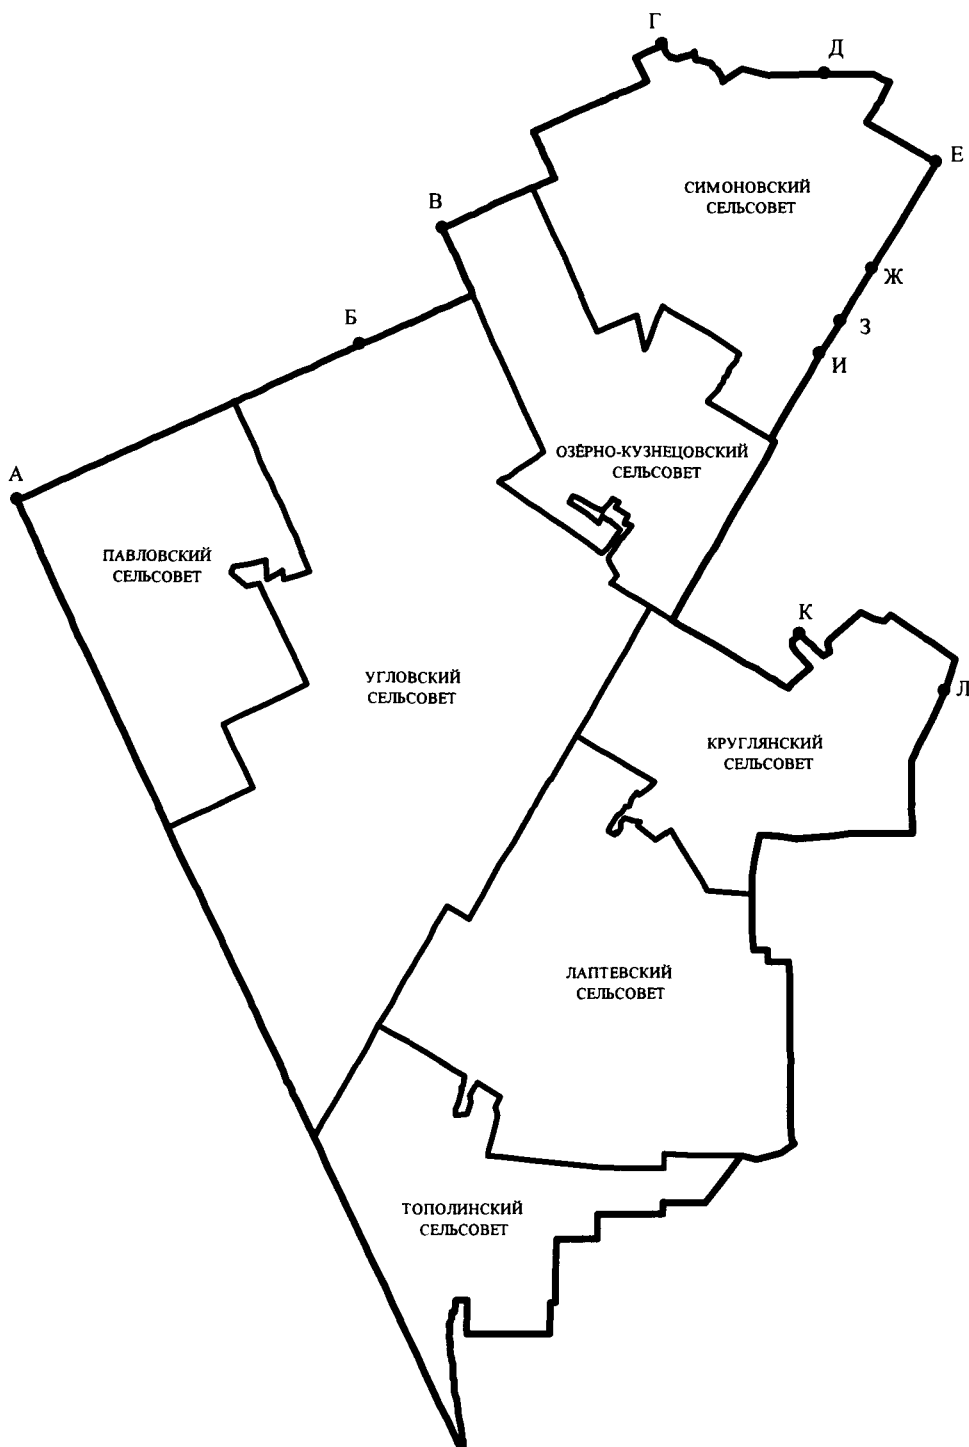 Г
Д
Е
СИМОНОВСКИЙ
СЕЛЬСОВЕТ
В
Ж
З
Б
И
ОЗЁРНО-КУЗНЕЦОВСКИЙ
СЕЛЬСОВЕТ
А
ПАВЛОВСКИЙ
СЕЛЬСОВЕТ
К
УГЛОВСКИЙ
СЕЛЬСОВЕТ
Л
КРУГЛЯНСКИЙ
СЕЛЬСОВЕТ
ЛАПТЕВСКИЙ
СЕЛЬСОВЕТ
ТОПОЛИНСКИЙ
СЕЛЬСОВЕТ